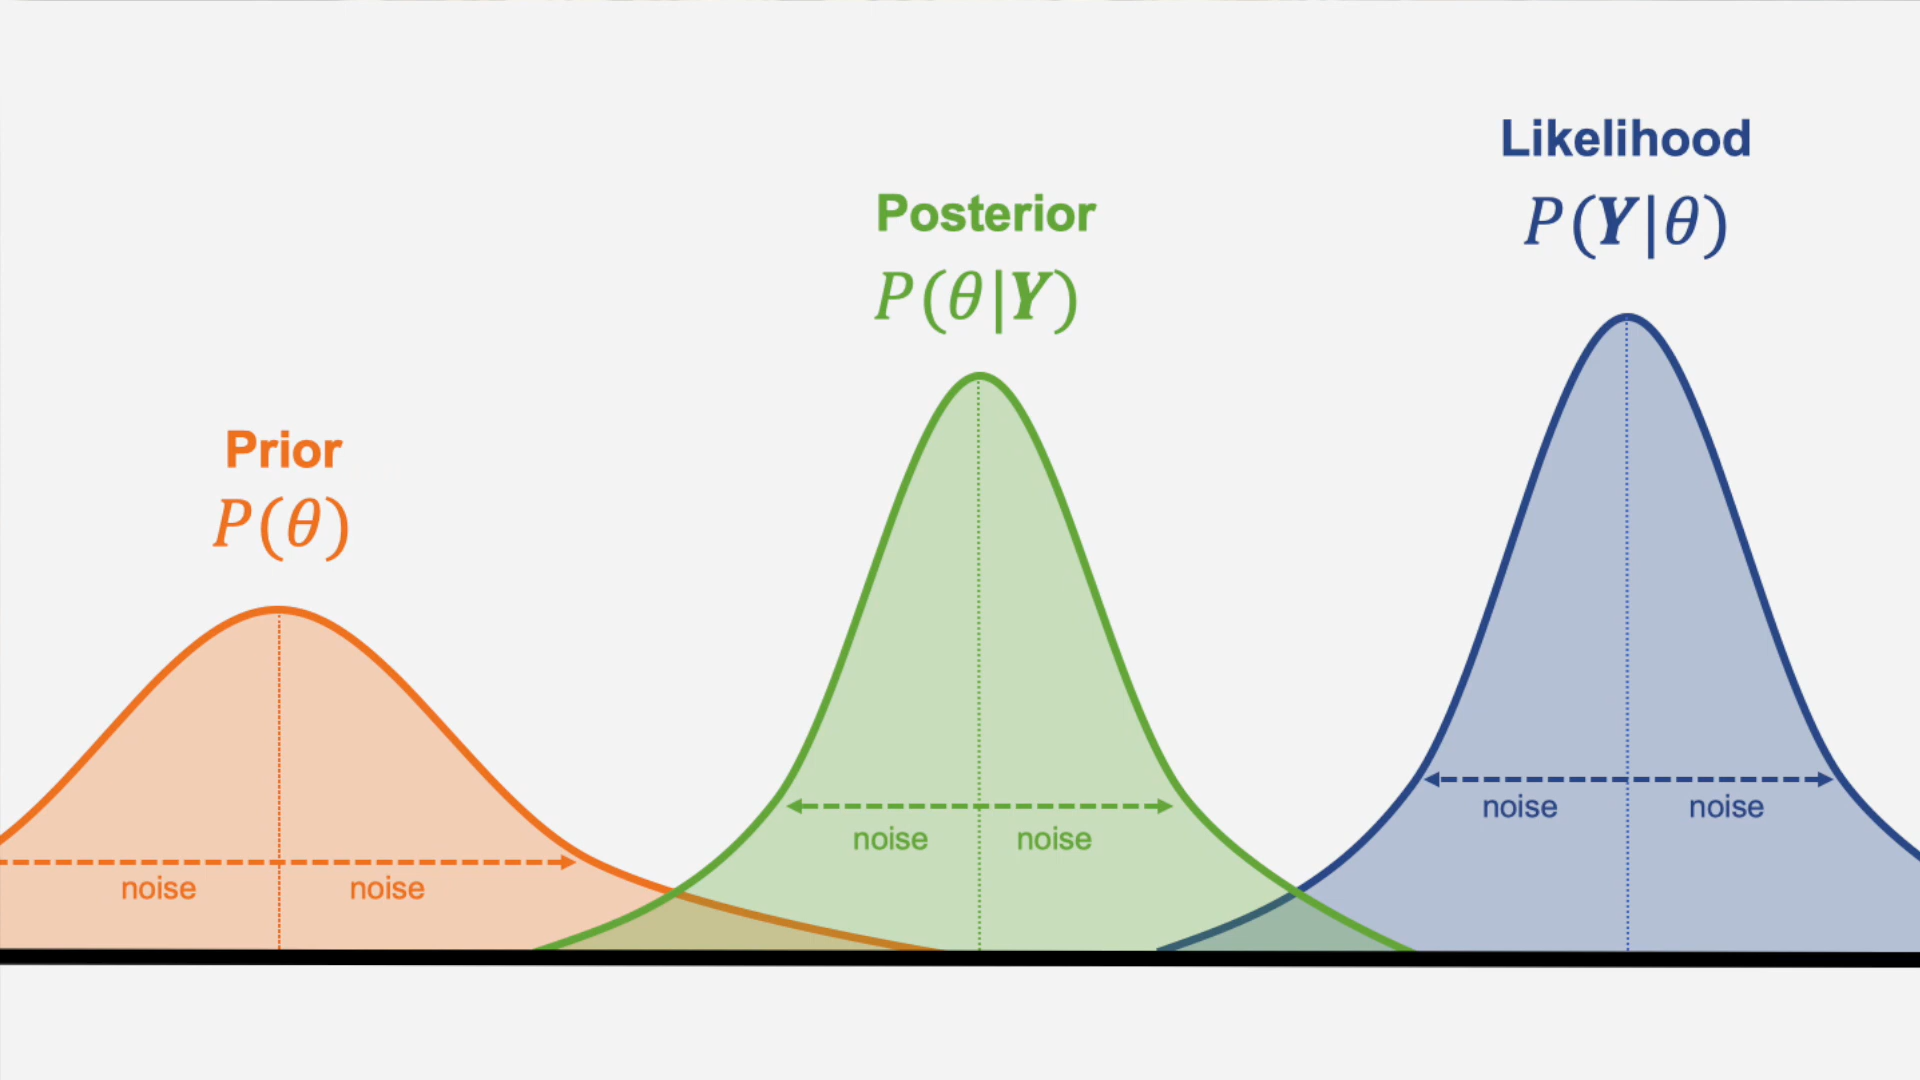 Prior
P(θ)
noise
noise
Posterior
P(θ|Y)
noise
noise
Likelihood
P(Y|θ)
noise
noise